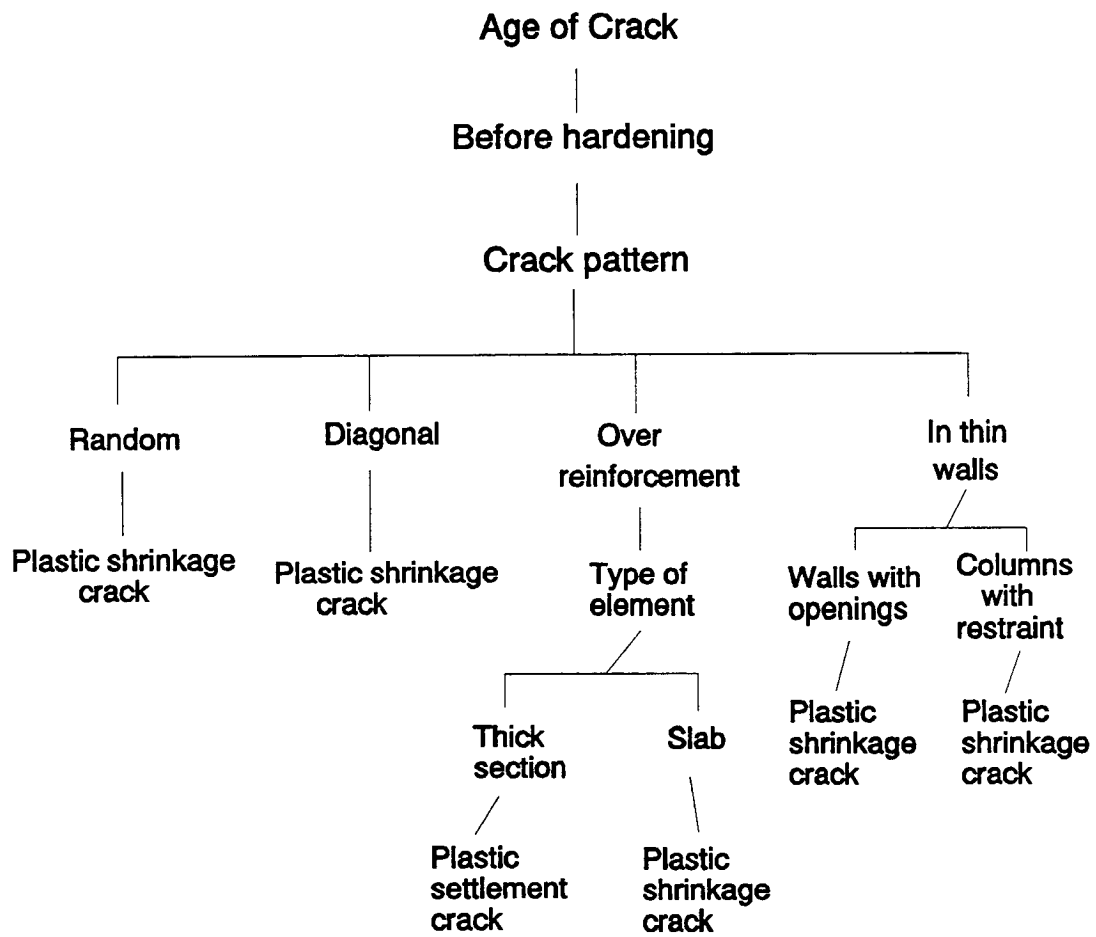 Age of Crack
Before hardening
Crack pattern
Random
Plastic shrinkage
crack
Diagonal
Plastic shrinkage
crack
Over
reinforcement
Type of
element
Thick
section
Plastic
settlement
crack
Slab
Plastic
shrinkage
crack
In thin
walls
Walls with
openings
Plastic
shrinkage
crack
Columns
with
restraint
Plastic
shrinkage
crack